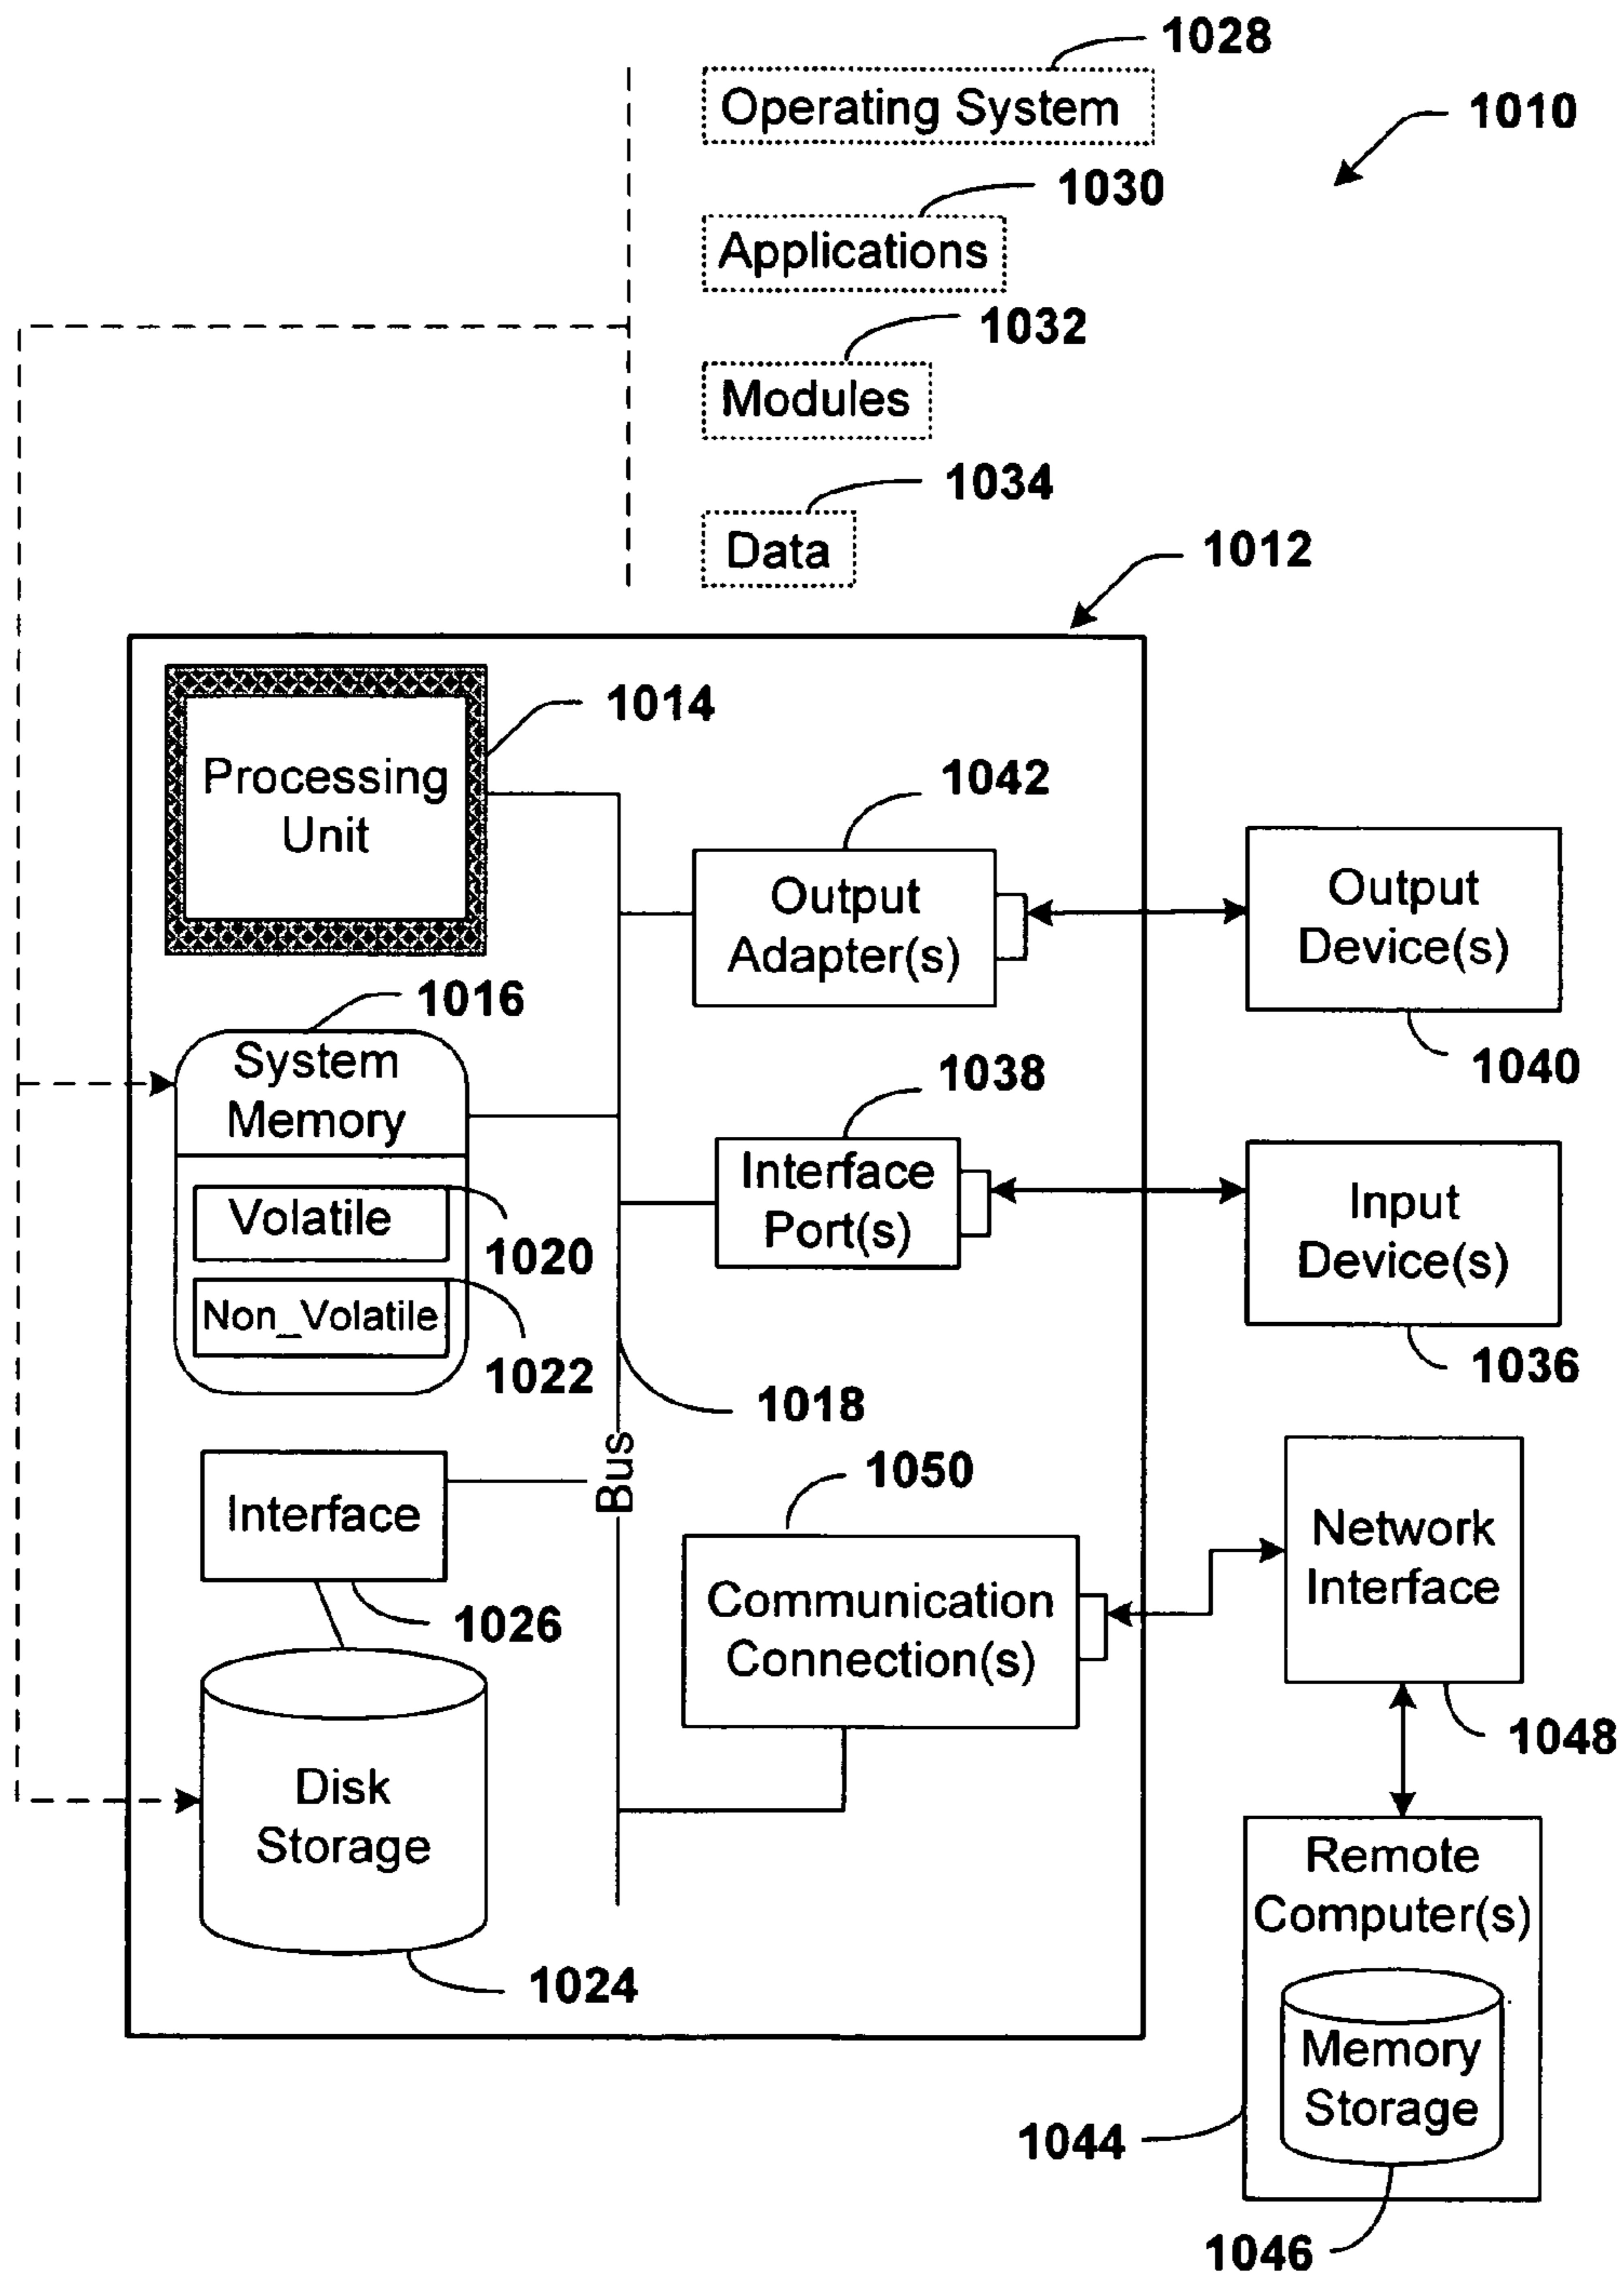 1028
Operating System
1010
1030
Applications
1032
Modules
1034
Data
1012
1014
Processing
Unit
1042
Output
Adapter(s)
Output
Device(s)
1040
1016
System
Memory
1038
Interface
Port(s)
Input
Device(s)
1036
Volatile
1020
Non_Volatile
1022
1018
Bus
Interface
1026
1050
Communication
Connection(s)
Network
Interface
1048
Disk
Storage
1024
Remote
Computer(s)
Memory
Storage
1044
1046